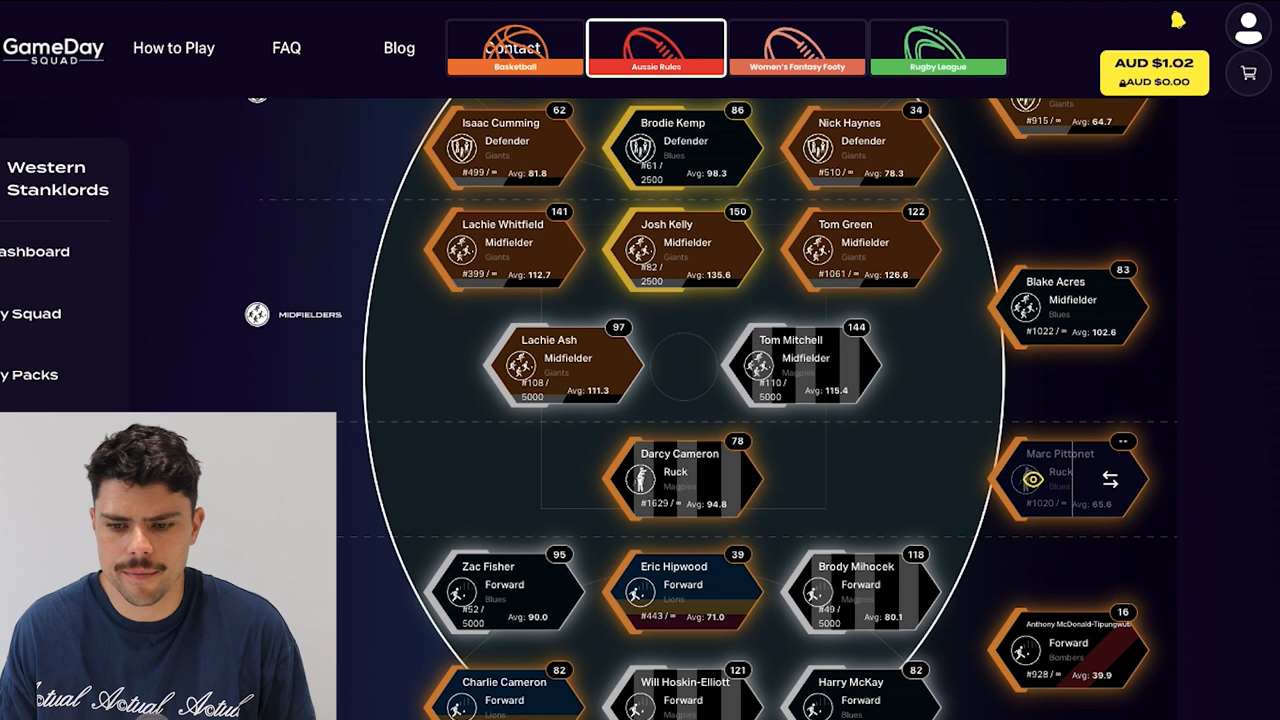 GameDay
SQUAD
How to Play
FAQ
Blog
Contact
Basketball
Aussie Rules
Women's Fantasy Footy
Rugby League
AUD $1.02
AUD $0.00
Western
Stanklords
ashboard
y Squad
y Packs
62
Isaac Cumming
Defender
Giants
#499 / ∞ Avg: 81.8
86
Brodie Kemp
Defender
Blues
#61 /
2500
Avg: 98.3
34
Nick Haynes
Defender
Giants
#510 / ∞ Avg: 78.3
Giants
#915 / ∞ Avg: 64.7
141
Lachie Whitfield
Midfielder
Giants
#399 / ∞ Avg: 112.7
150
Josh Kelly
Midfielder
Giants
#82 /
2500
Avg: 135.6
122
Tom Green
Midfielder
Giants
#1061 / ∞ Avg: 126.6
MIDFIELDERS
83
Blake Acres
Midfielder
Blues
#1022 / ∞ Avg: 102.6
97
Lachie Ash
Midfielder
Giants
#108 /
5000
Avg: 111.3
144
Tom Mitchell
Midfielder
Magpies
#110 /
5000
Avg: 115.4
78
Darcy Cameron
Ruck
Magpies
#1629 / ∞ Avg: 94.8
--
Marc Pittonet
Ruck
Blues
#1020 / ∞ Avg: 65.6
95
Zac Fisher
Forward
Blues
#52 /
5000
Avg: 90.0
39
Eric Hipwood
Forward
Lions
#443 / ∞ Avg: 71.0
118
Brody Mihocek
Forward
Magpies
#49 /
5000
Avg: 80.1
16
Anthony McDonald-Tipungwuti
Forward
Bombers
#928 / ∞ Avg: 39.9
82
Charlie Cameron
Forward
Lions
121
Will Hoskin-Elliott
Forward
Magpies
82
Harry McKay
Forward
Blues
Actual Actual Actual